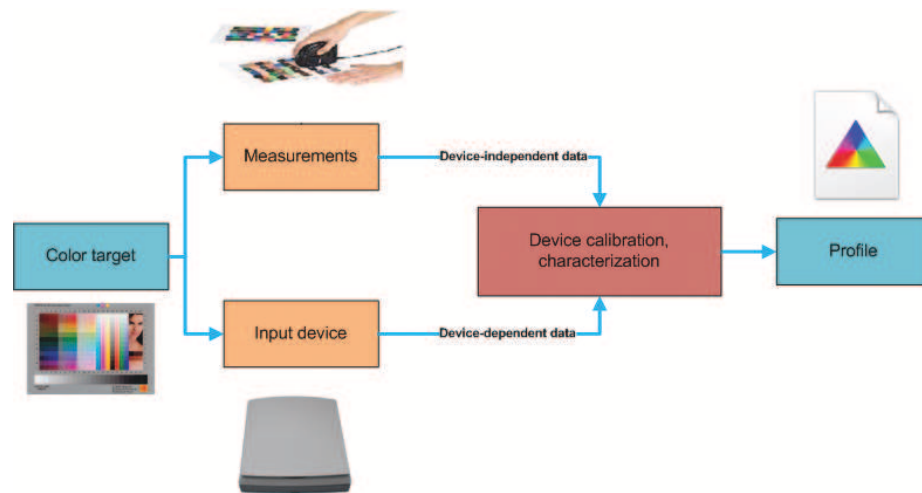 Measurements
Device-independent data
Color target
Device calibration,
characterization
Profile
Input device
Device-dependent data